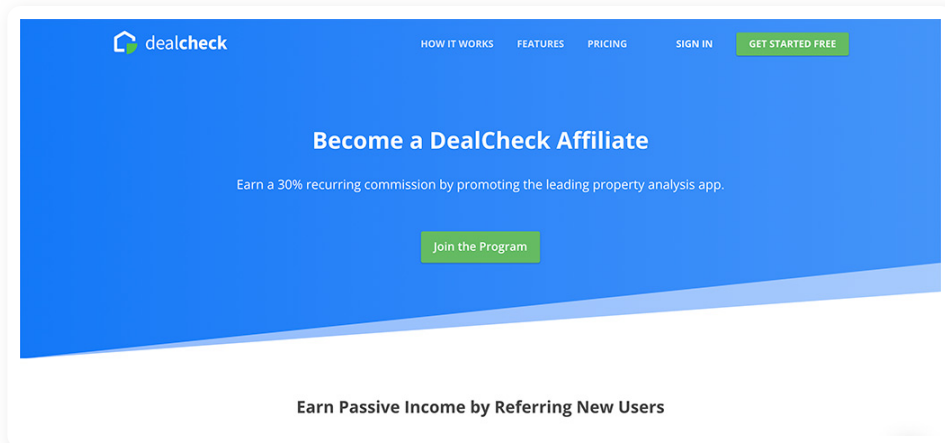 dealcheck
HOW IT WORKS FEATURES PRICING SIGN IN GET STARTED FREE
Become a DealCheck Affiliate
Earn a 30% recurring commission by promoting the leading property analysis app.
Join the Program
Earn Passive Income by Referring New Users